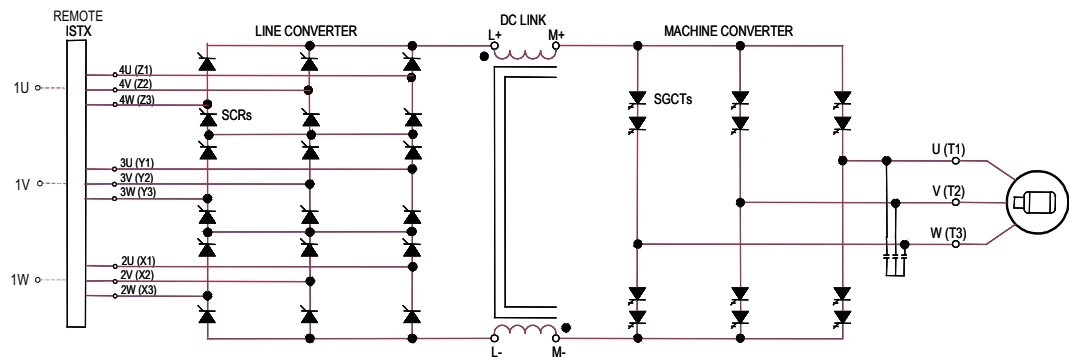 REMOTE
ISTX
LINE CONVERTER
DC LINK
L+
M+
MACHINE CONVERTER
4U (Z1)
4V (Z2)
4W (Z3)
1U
SCRs
SGCTs
3U (Y1)
3V (Y2)
3W (Y3)
1V
U (T1)
V (T2)
W (T3)
2U (X1)
2V (X2)
2W (X3)
1W
L-
M-